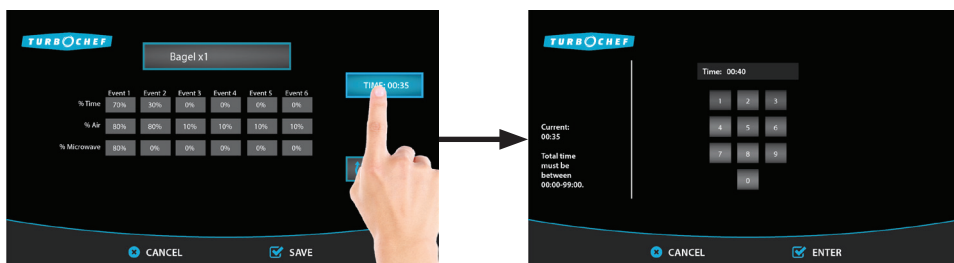 TURBOCHEF
Bagel x1
TIME: 00:35
Event 1 Event 2 Event 3 Event 4 Event 5 Event 6
% Time 70% 30% 0% 0% 0% 0%
% Air 80% 80% 10% 10% 10% 10%
% Microwave 80% 0% 0% 0% 0% 0%
CANCEL SAVE
TURBOCHEF
Time: 00:40
1 2 3
4 5 6
7 8 9
0
Current:
00:35
Total time
must be
between
00:00-99:00.
CANCEL ENTER